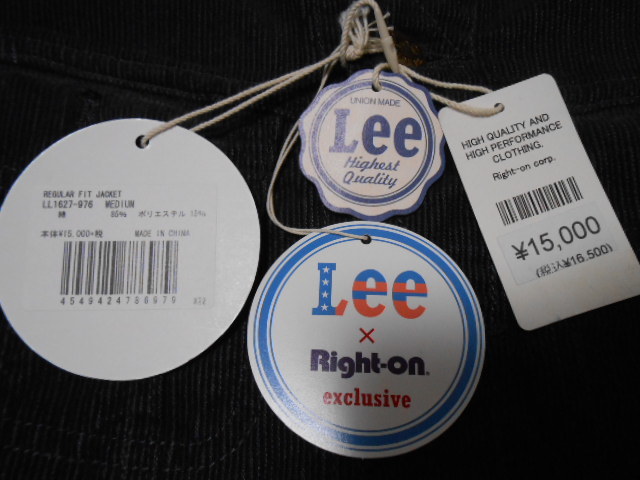 REGULAR FIT JACKET
LL1627-976 MEDIUM
綿 85% ポリエステル 15%
本体¥15,000+税 MADE IN CHINA
4549424786970
UNION MADE
Lee
Highest
Quality
Lee
×
Right-on®
exclusive
HIGH QUALITY AND
HIGH PERFORMANCE
CLOTHING.
Right-on corp.
¥15,000
(税込¥16,500)